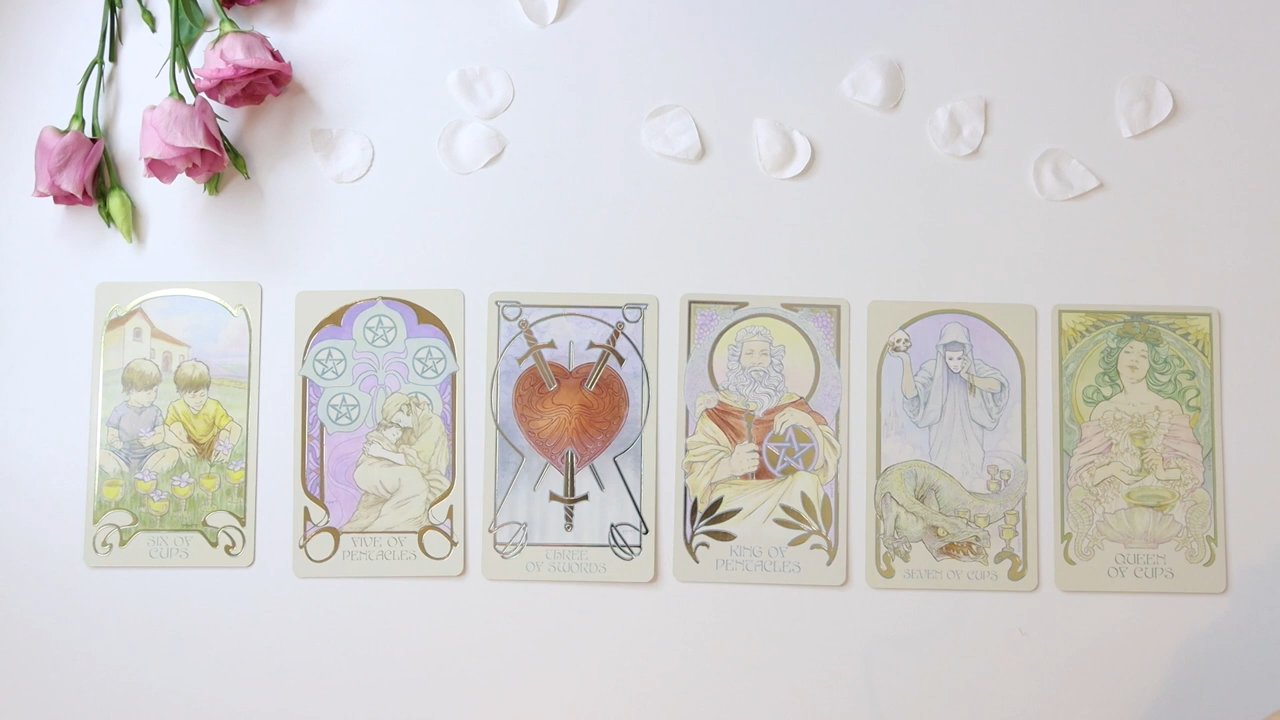 SIX OF
CUPS
FIVE OF
PENTACLES
THREE
OF SWORDS
KING OF
PENTACLES
SEVEN OF CUPS
QUEEN
OF CUPS